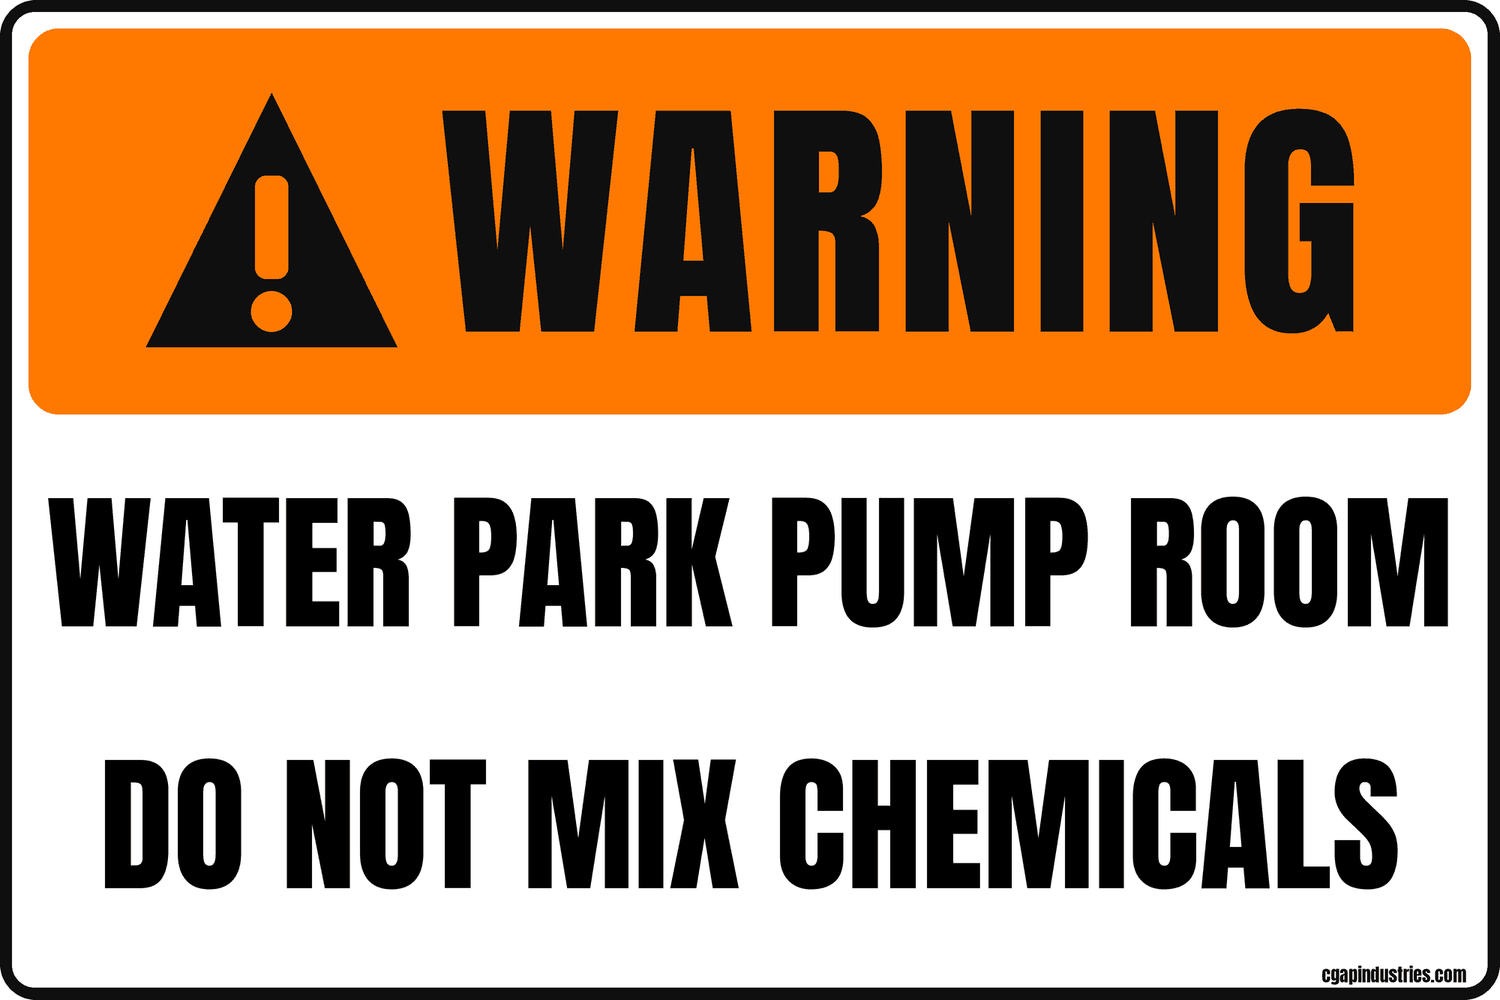 WARNING
WATER PARK PUMP ROOM
DO NOT MIX CHEMICALS
cgapindustries.com